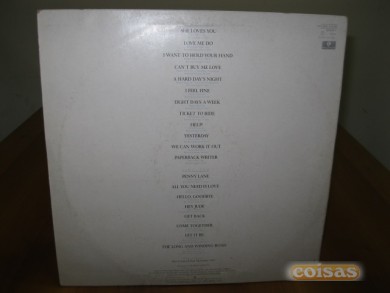 SHE LOVES YOU
LOVE ME DO
I WANT TO HOLD YOUR HAND
CAN'T BUY ME LOVE
A HARD DAY'S NIGHT
I FEEL FINE
EIGHT DAYS A WEEK
TICKET TO RIDE
HELP
YESTERDAY
WE CAN WORK IT OUT
PAPERBACK WRITER
PENNY LANE
ALL YOU NEED IS LOVE
HELLO, GOODBYE
HEY JUDE
GET BACK
COME TOGETHER
LET IT BE
THE LONG AND WINDING ROAD
coisas